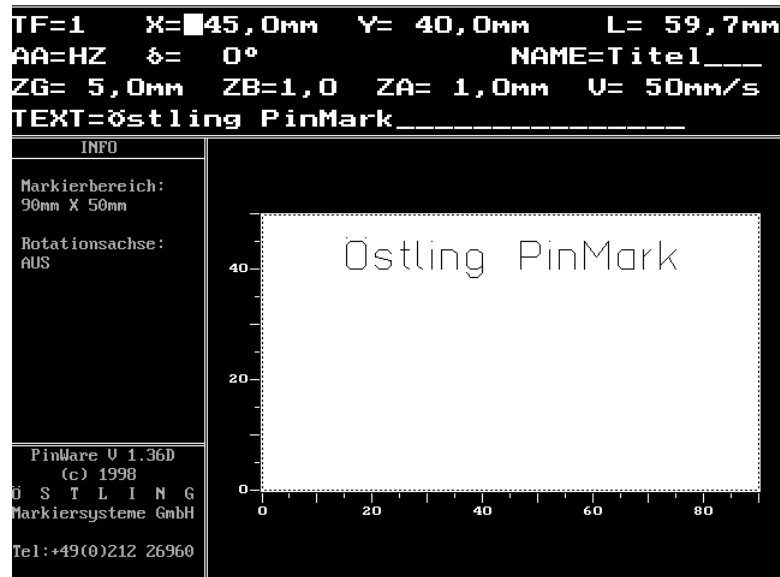 TF=1 X= 45,0mm Y= 40,0mm L= 59,7mm
AA=HZ δ= 0° NAME=Titel___
ZG= 5,0mm ZB=1,0 ZA= 1,0mm V= 50mm/s
TEXT=östling PinMark_______________
INFO
Markierbereich:
90mm X 50mm
Rotationsachse:
AUS
PinWare V 1.36D
(c) 1998
Ö S T L I N G
Markiersysteme GmbH
Tel:+49(0)212 26960
Östling PinMark
40
20
0
0 20 40 60 80